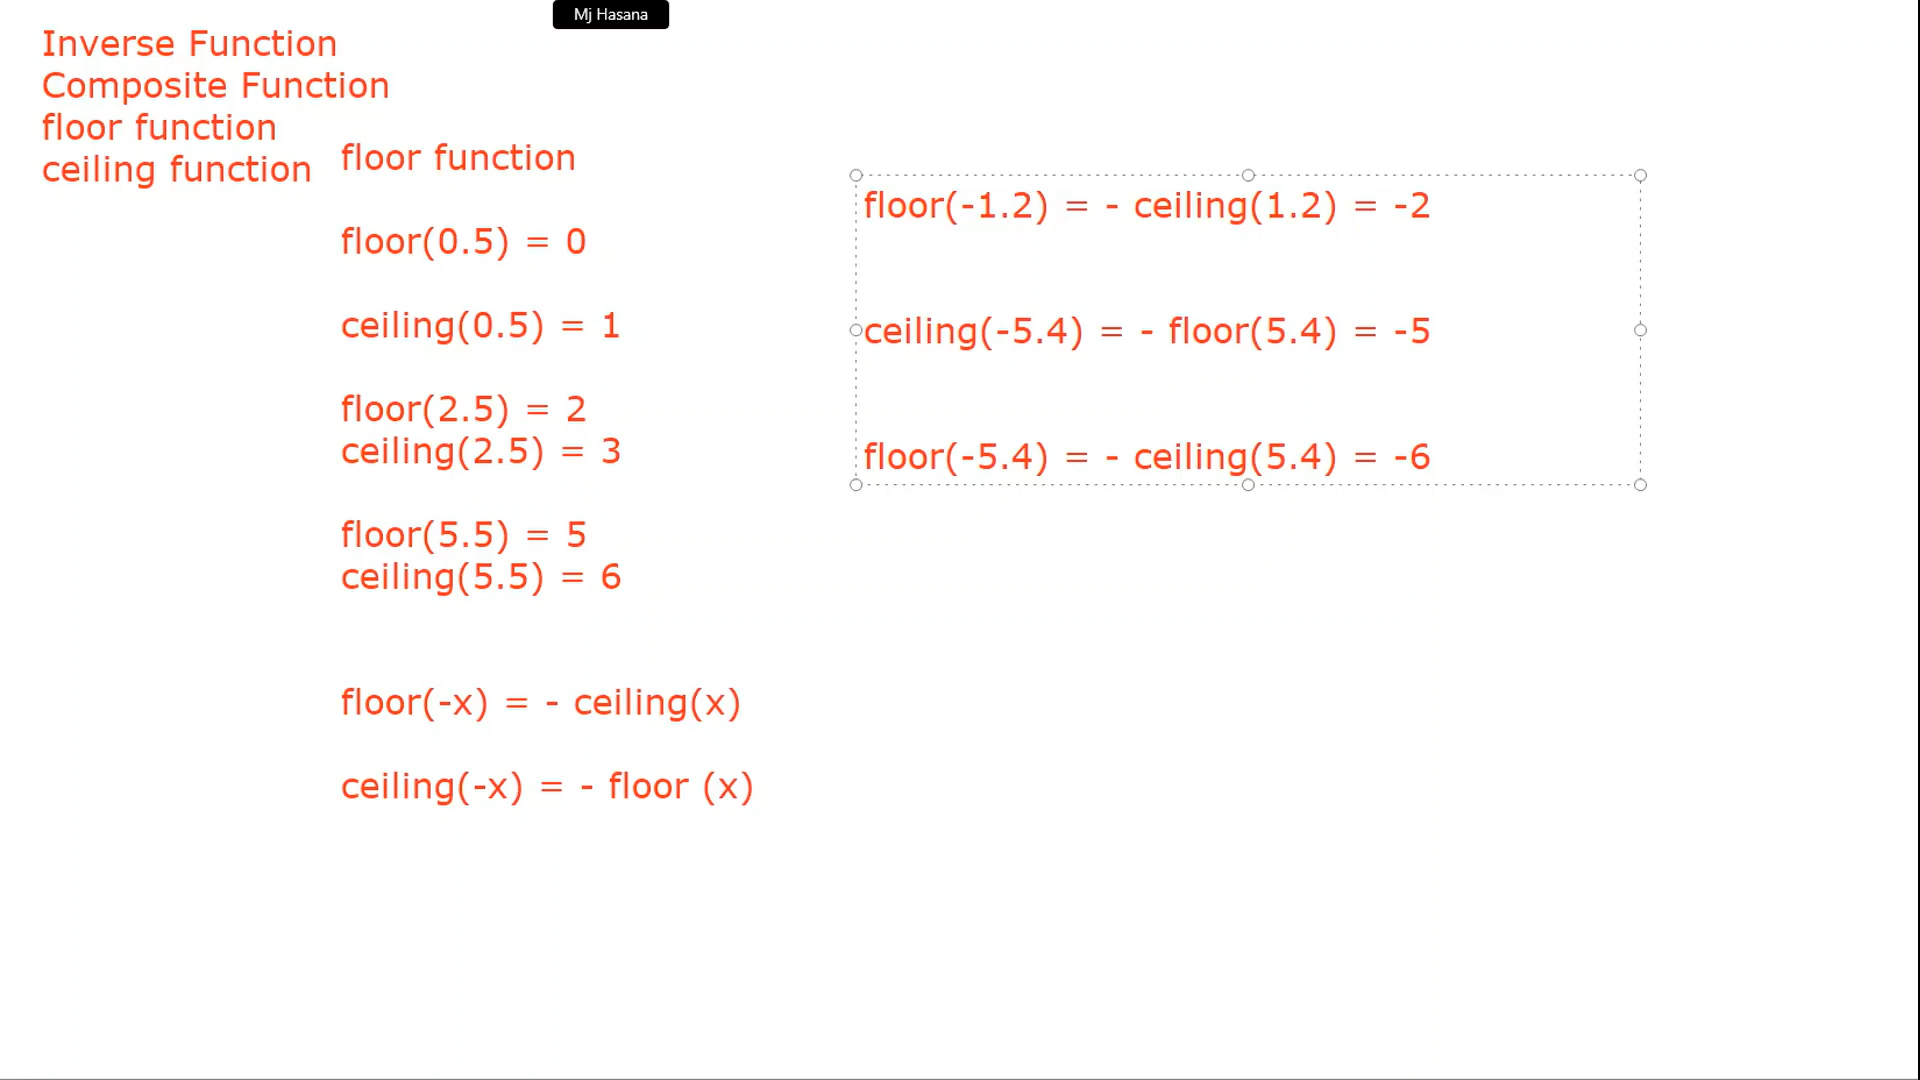 Mj Hasana
Inverse Function
Composite Function
floor function
ceiling function
floor function
floor(0.5) = 0
ceiling(0.5) = 1
floor(2.5) = 2
ceiling(2.5) = 3
floor(5.5) = 5
ceiling(5.5) = 6
floor(-x) = - ceiling(x)
ceiling(-x) = - floor (x)
floor(-1.2) = - ceiling(1.2) = -2
ceiling(-5.4) = - floor(5.4) = -5
floor(-5.4) = - ceiling(5.4) = -6